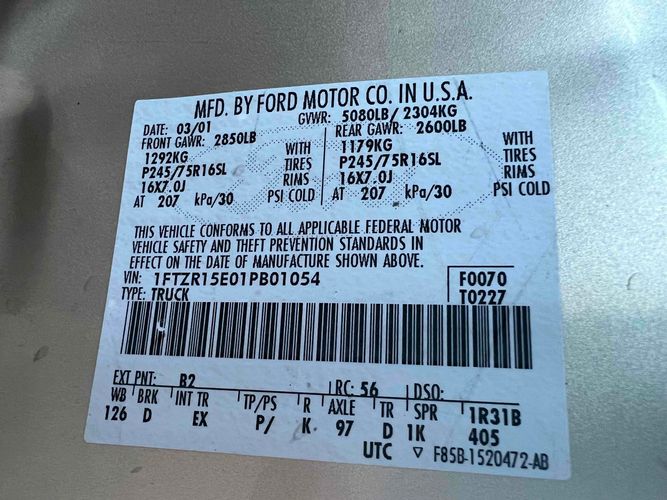 MFD. BY FORD MOTOR CO. IN U.S.A.
DATE: 03/01 GVWR: 5080LB/ 2304KG
FRONT GAWR: 2850LB REAR GAWR: 2600LB
1292KG WITH 1179KG WITH
P245/75R16SL TIRES P245/75R16SL TIRES
16X7.0J RIMS 16X7.0J RIMS
AT 207 kPa/30 PSI COLD AT 207 kPa/30 PSI COLD
THIS VEHICLE CONFORMS TO ALL APPLICABLE FEDERAL MOTOR
VEHICLE SAFETY AND THEFT PREVENTION STANDARDS IN
EFFECT ON THE DATE OF MANUFACTURE SHOWN ABOVE.
VIN: 1FTZR15E01PB01054 F0070
TYPE: TRUCK T0227
EXT PNT: B2 RC: 56 DSO:
WB BRK INT TR TP/PS R AXLE TR SPR 1R31B
126 D EX P/ K 97 D 1K 405
UTC ▽ F85B-1520472-AB